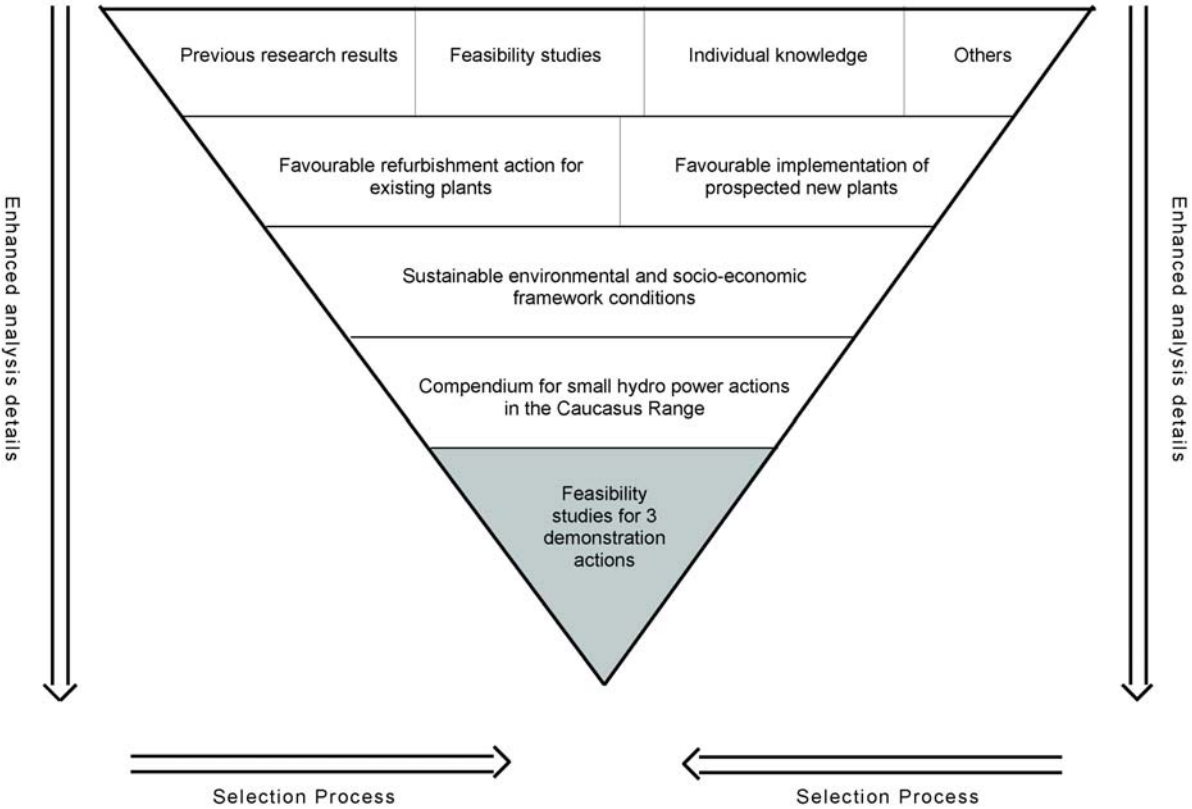 Previous research results
Feasibility studies
Individual knowledge
Others
Favourable refurbishment action for
existing plants
Favourable implementation of
prospected new plants
Enhanced analysis details
Enhanced analysis details
Sustainable environmental and socio-economic
framework conditions
Compendium for small hydro power actions
in the Caucasus Range
Feasibility
studies for 3
demonstration
actions
Selection Process
Selection Process